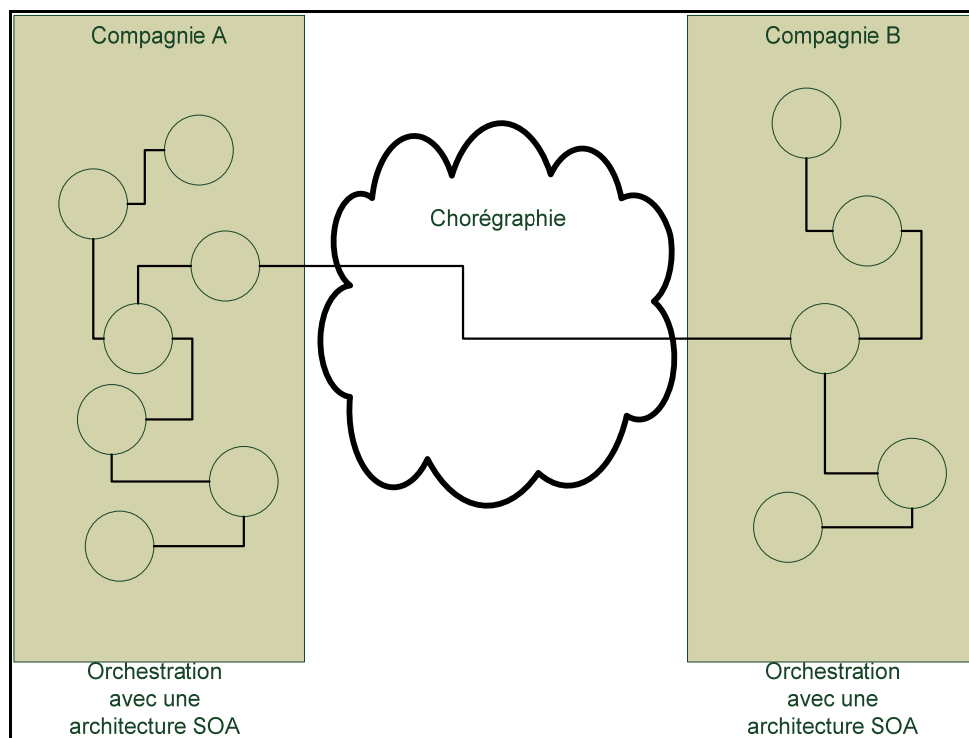 Compagnie A
Compagnie B
Chorégraphie
Orchestration
avec une
architecture SOA
Orchestration
avec une
architecture SOA